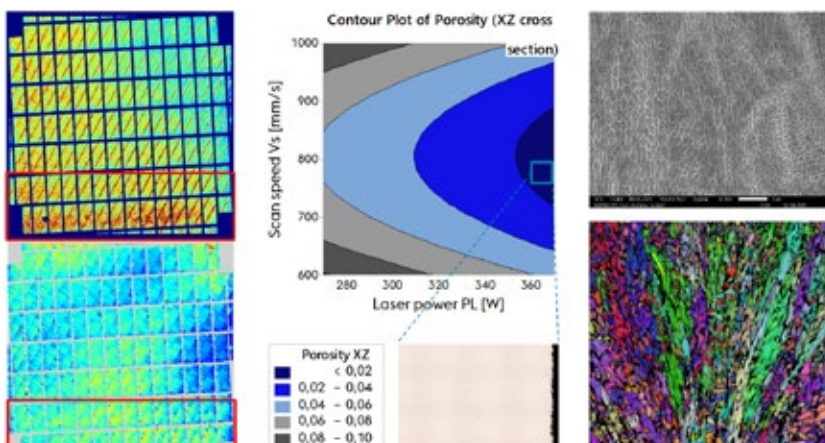 Contour Plot of Porosity (XZ cross
section)
1000
900
800
700
600
Scan speed Vs [mm/s]
280
300
320
340
360
Laser power PL [W]
Porosity XZ
< 0,02
0,02 – 0,04
0,04 – 0,06
0,06 – 0,08
0,08 – 0,10